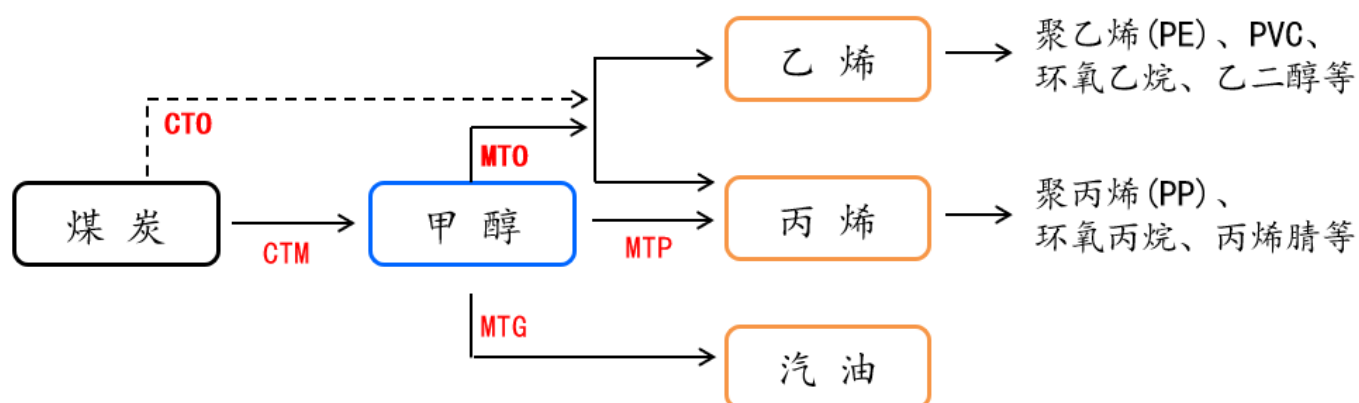 乙 烯
聚乙烯(PE)、PVC、
环氧乙烷、乙二醇等
CTO
MTO
煤 炭
CTM
甲 醇
MTP
丙 烯
聚丙烯(PP)、
环氧丙烷、丙烯腈等
MTG
汽 油